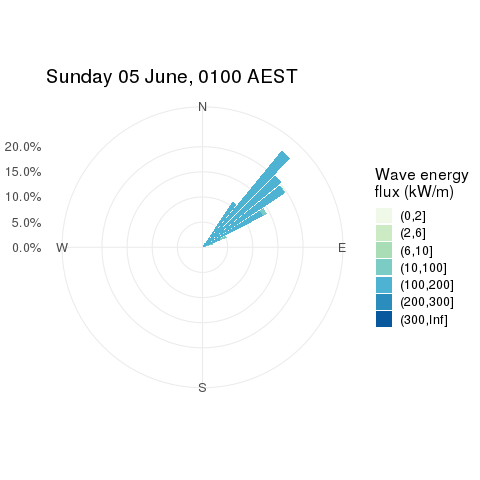 Sunday 05 June, 0100 AEST
N
20.0%
15.0%
10.0%
5.0%
0.0%
W
E
S
Wave energy
flux (kW/m)
(0,2]
(2,6]
(6,10]
(10,100]
(100,200]
(200,300]
(300,Inf]